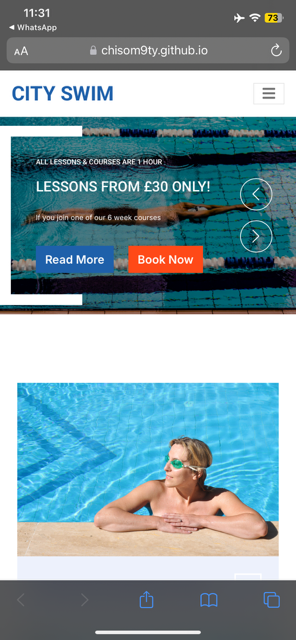 11:31
73
◀ WhatsApp
AA
chisom9ty.github.io
CITY SWIM
ALL LESSONS & COURSES ARE 1 HOUR
LESSONS FROM £30 ONLY!
If you join one of our 6 week courses
Read More
Book Now